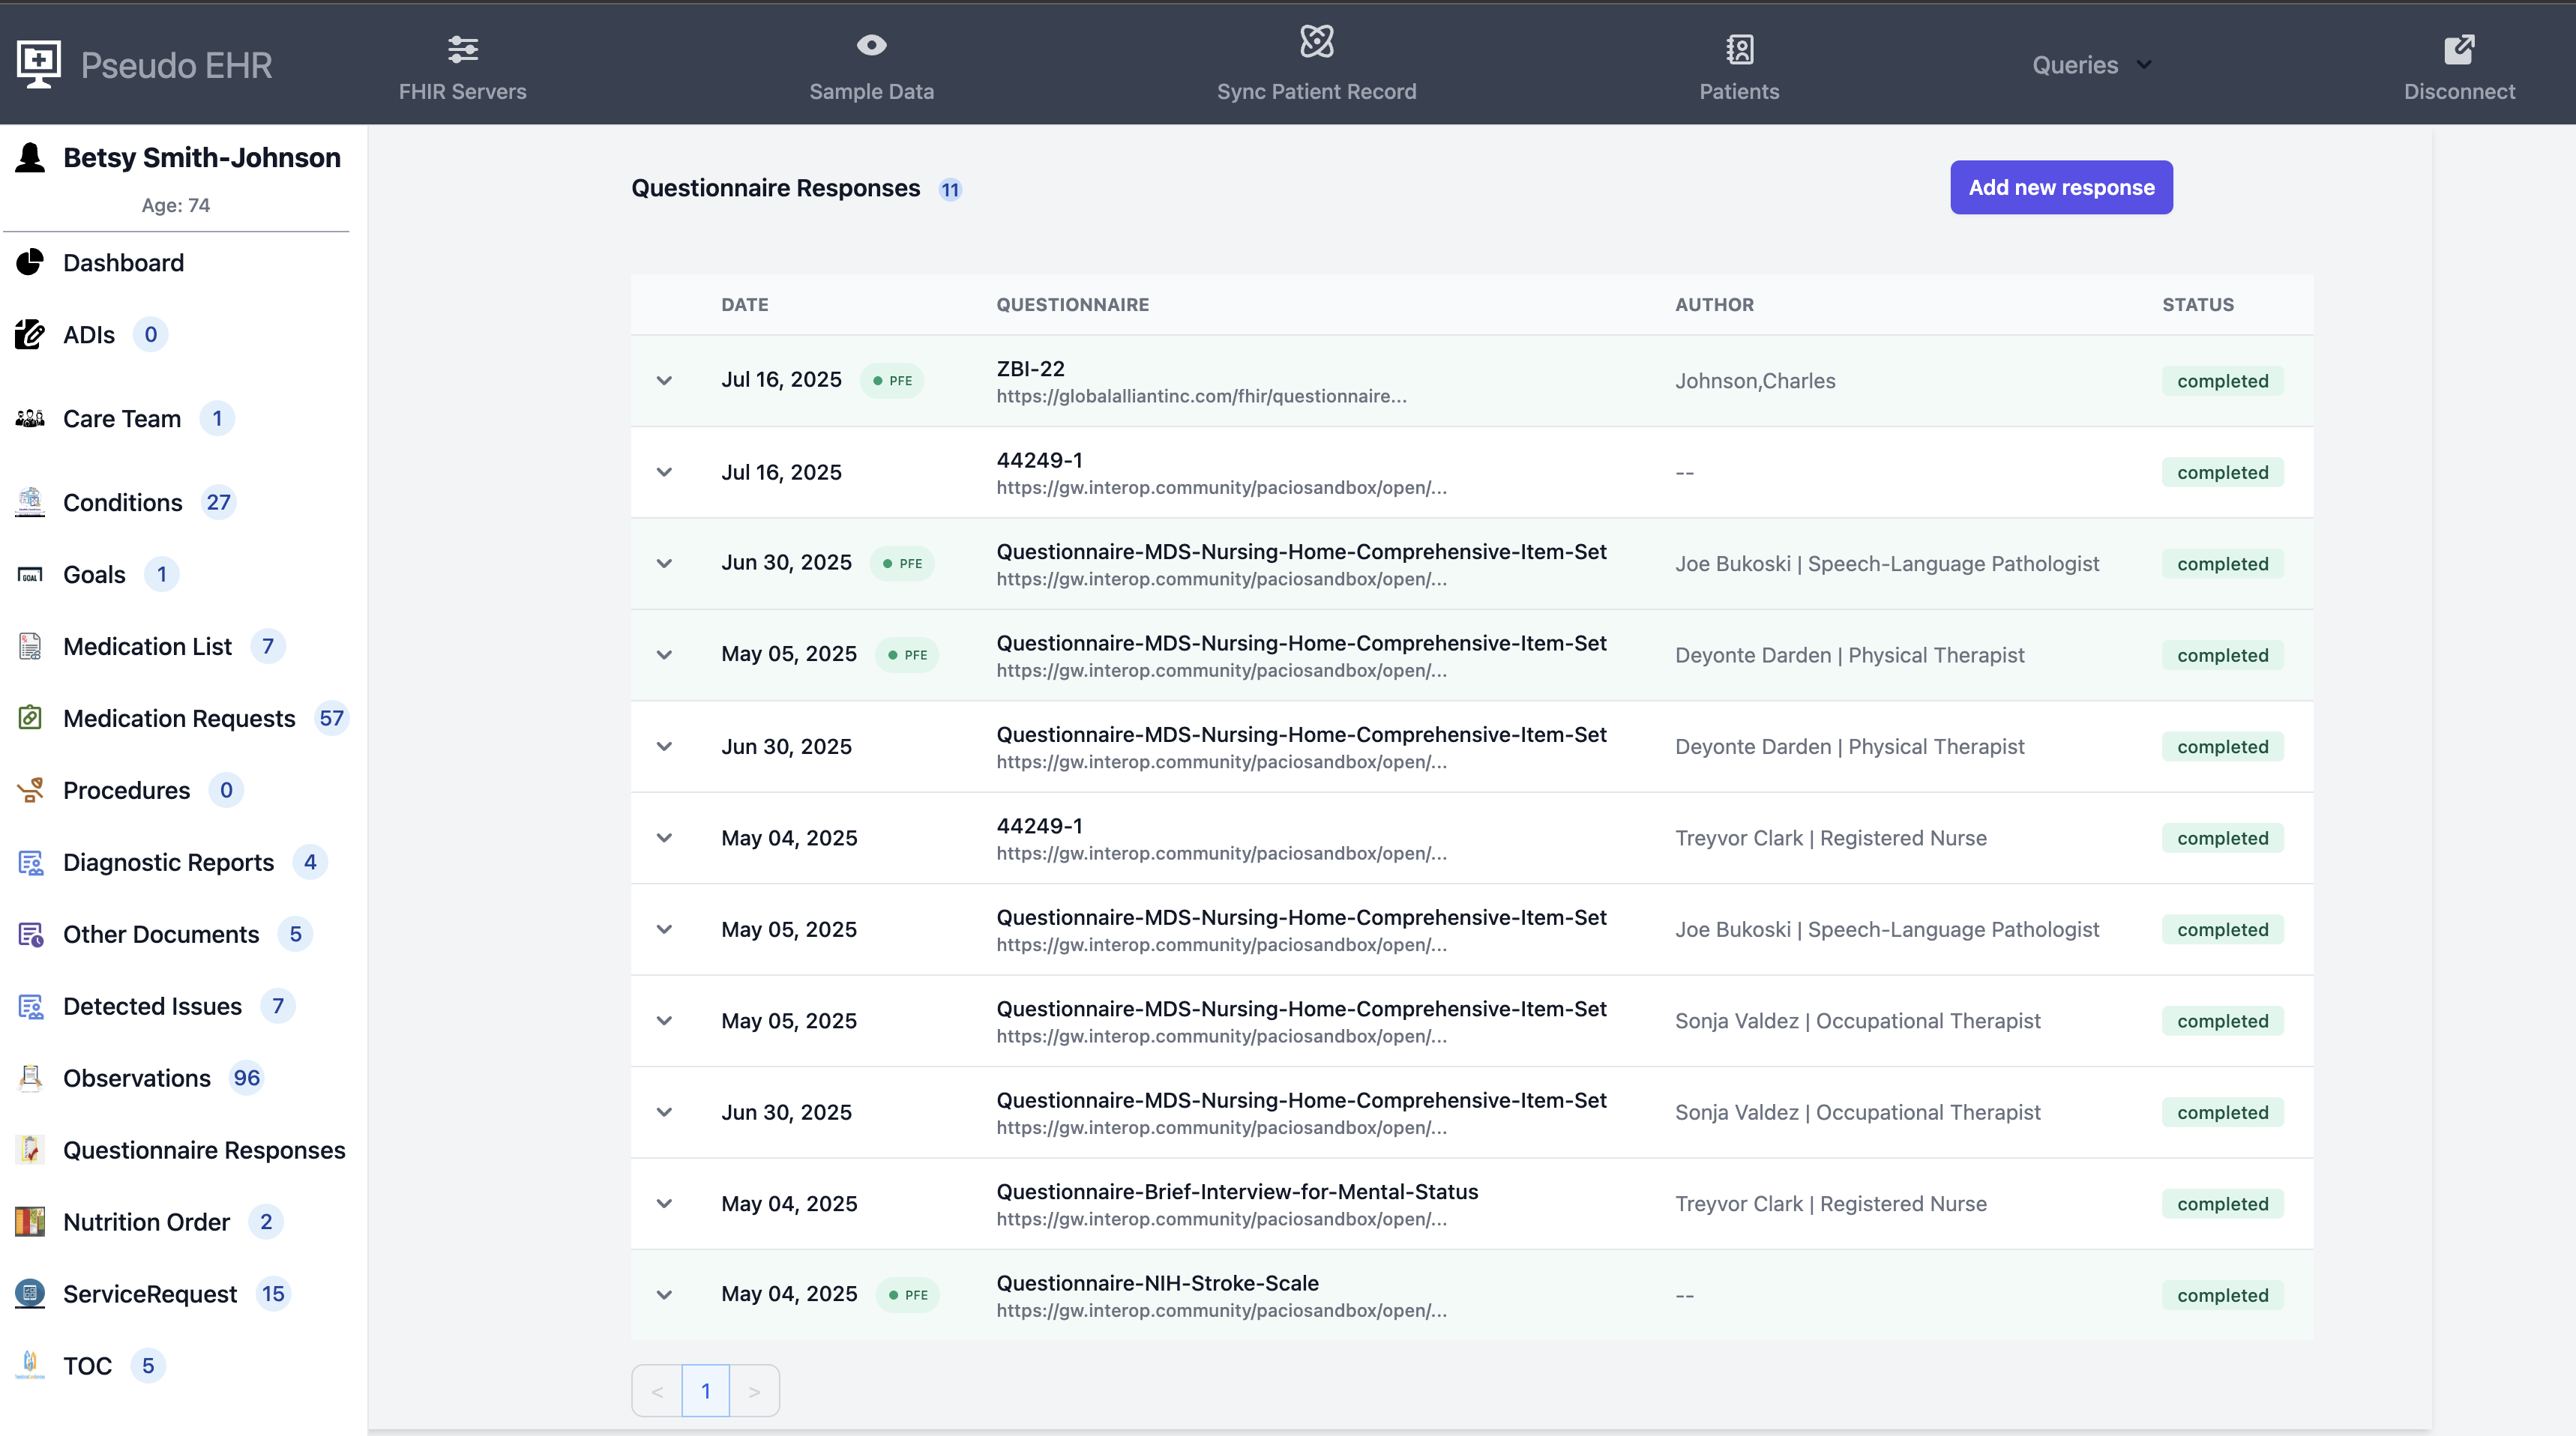 Pseudo EHR
FHIR Servers
Sample Data
Sync Patient Record
Patients
Queries
Disconnect
Betsy Smith-Johnson
Age: 74
Dashboard
ADIs 0
Care Team 1
Conditions 27
GOAL
Goals 1
Medication List 7
Medication Requests 57
Procedures 0
Diagnostic Reports 4
Other Documents 5
Detected Issues 7
Observations 96
Questionnaire Responses
Nutrition Order 2
ServiceRequest 15
TOC 5
Questionnaire Responses 11
Add new response
DATE QUESTIONNAIRE AUTHOR STATUS
ZBI-22
Jul 16, 2025 PFE Johnson,Charles completed
https://globalalliantinc.com/fhir/questionnaire...
44249-1
Jul 16, 2025 -- completed
https://gw.interop.community/paciosandbox/open/...
Questionnaire-MDS-Nursing-Home-Comprehensive-Item-Set
Jun 30, 2025 PFE Joe Bukoski | Speech-Language Pathologist completed
https://gw.interop.community/paciosandbox/open/...
Questionnaire-MDS-Nursing-Home-Comprehensive-Item-Set
May 05, 2025 PFE Deyonte Darden | Physical Therapist completed
https://gw.interop.community/paciosandbox/open/...
Questionnaire-MDS-Nursing-Home-Comprehensive-Item-Set
Jun 30, 2025 Deyonte Darden | Physical Therapist completed
https://gw.interop.community/paciosandbox/open/...
44249-1
May 04, 2025 Treyvor Clark | Registered Nurse completed
https://gw.interop.community/paciosandbox/open/...
Questionnaire-MDS-Nursing-Home-Comprehensive-Item-Set
May 05, 2025 Joe Bukoski | Speech-Language Pathologist completed
https://gw.interop.community/paciosandbox/open/...
Questionnaire-MDS-Nursing-Home-Comprehensive-Item-Set
May 05, 2025 Sonja Valdez | Occupational Therapist completed
https://gw.interop.community/paciosandbox/open/...
Questionnaire-MDS-Nursing-Home-Comprehensive-Item-Set
Jun 30, 2025 Sonja Valdez | Occupational Therapist completed
https://gw.interop.community/paciosandbox/open/...
Questionnaire-Brief-Interview-for-Mental-Status
May 04, 2025 Treyvor Clark | Registered Nurse completed
https://gw.interop.community/paciosandbox/open/...
Questionnaire-NIH-Stroke-Scale
May 04, 2025 PFE -- completed
https://gw.interop.community/paciosandbox/open/...
< 1 >